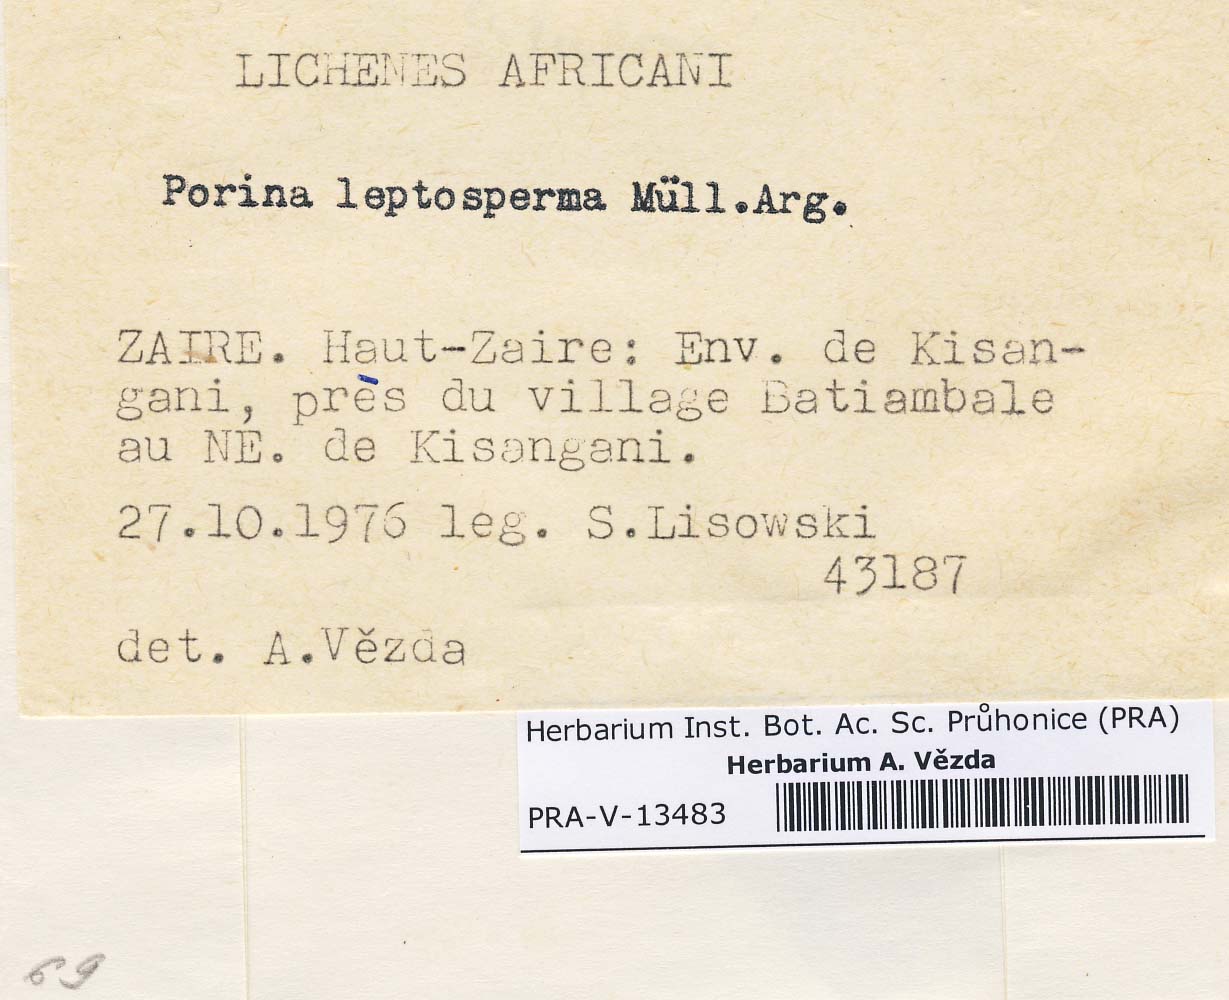 LICHENES AFRICANI
Porina leptosperma Müll.Arg.
ZAIRE. Haut-Zaire: Env. de Kisan-
gani, près du village Batiambale
au NE. de Kisangani.
27.10.1976 leg. S.Lisowski
43187
det. A.Vězda
Herbarium Inst. Bot. Ac. Sc. Průhonice (PRA)
Herbarium A. Vězda
PRA-V-13483
69